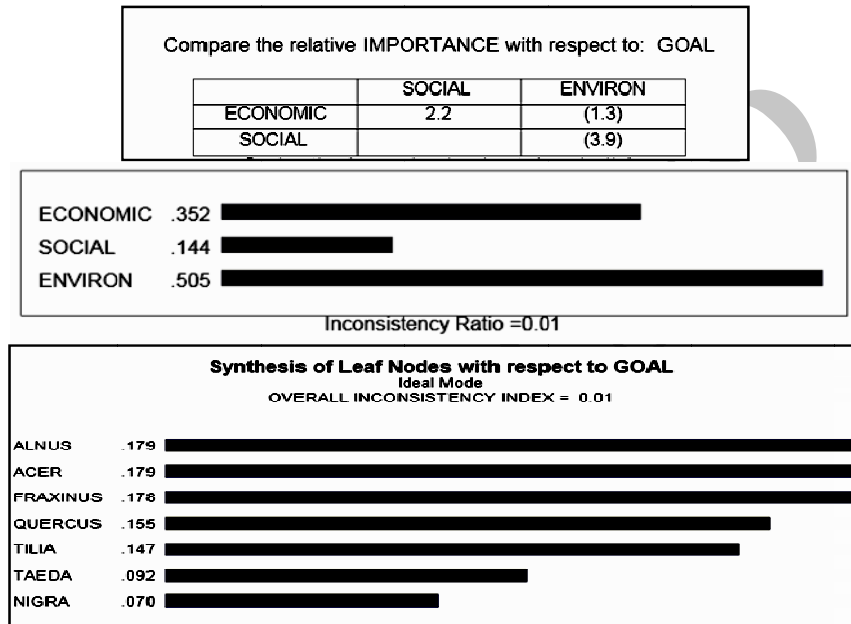 Compare the relative IMPORTANCE with respect to: GOAL
SOCIAL ENVIRON
ECONOMIC 2.2 (1.3)
SOCIAL (3.9)
ECONOMIC .352
SOCIAL .144
ENVIRON .505
Inconsistency Ratio =0.01
Synthesis of Leaf Nodes with respect to GOAL
Ideal Mode
OVERALL INCONSISTENCY INDEX = 0.01
ALNUS .179
ACER .179
FRAXINUS .178
QUERCUS .155
TILIA .147
TAEDA .092
NIGRA .070